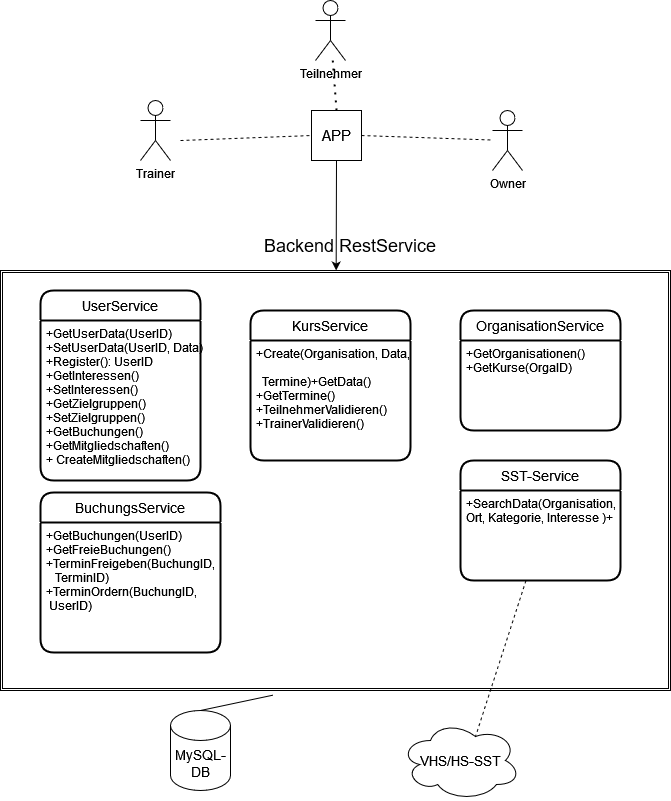 Teilnehmer
APP
Trainer
Owner
Backend RestService
UserService
+GetUserData(UserID)
+SetUserData(UserID, Data)
+Register(): UserID
+GetInteressen()
+SetInteressen()
+GetZielgruppen()
+SetZielgruppen()
+GetBuchungen()
+GetMitgliedschaften()
+ CreateMitgliedschaften()
KursService
+Create(Organisation, Data,
Termine)+GetData()
+GetTermine()
+TeilnehmerValidieren()
+TrainerValidieren()
OrganisationService
+GetOrganisationen()
+GetKurse(OrgaID)
BuchungsService
+GetBuchungen(UserID)
+GetFreieBuchungen()
+TerminFreigeben(BuchungID,
TerminID)
+TerminOrdern(BuchungID,
UserID)
SST-Service
+SearchData(Organisation,
Ort, Kategorie, Interesse )+
MySQL-
DB
VHS/HS-SST